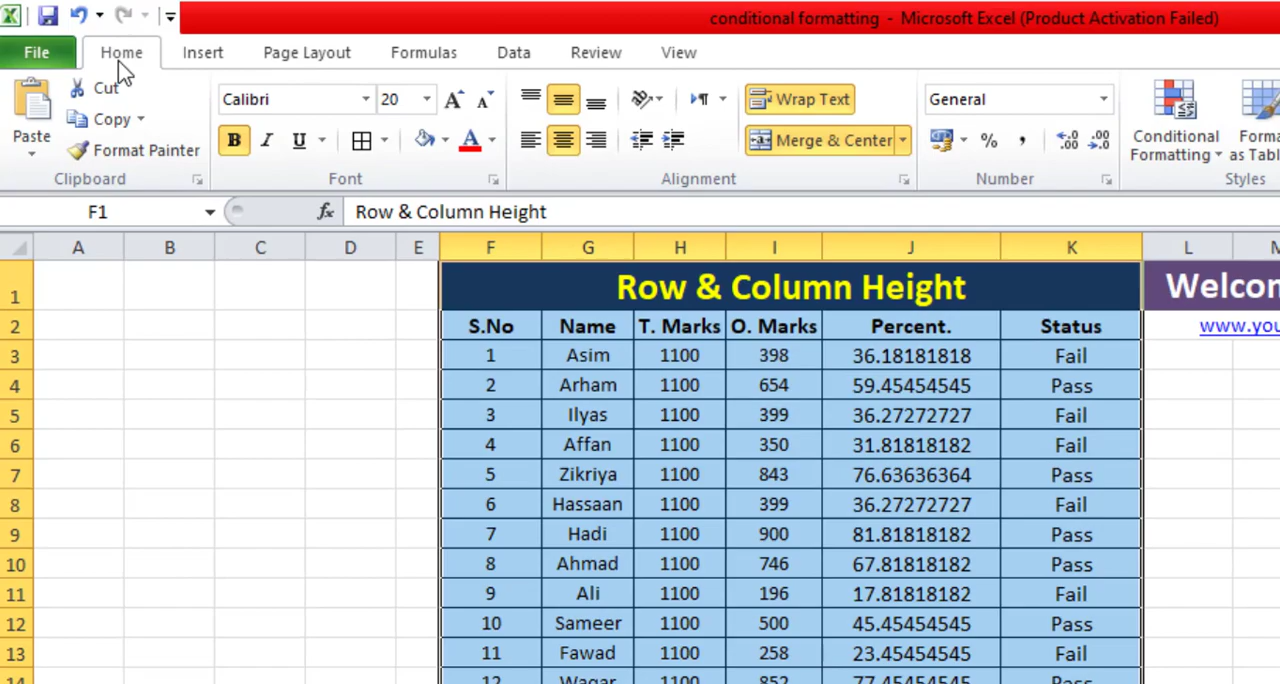 conditional formatting - Microsoft Excel (Product Activation Failed)
File Home Insert Page Layout Formulas Data Review View
Paste
Cut
Copy
Format Painter
Clipboard
Calibri 20
B I U A
Font
Wrap Text
Merge & Center
Alignment
General
% ,
Number
Conditional Formatting
Styles
F1 fx Row & Column Height
A B C D E F G H I J K L
1 Row & Column Height
2 S.No Name T. Marks O. Marks Percent. Status
3 1 Asim 1100 398 36.18181818 Fail
4 2 Arham 1100 654 59.45454545 Pass
5 3 Ilyas 1100 399 36.27272727 Fail
6 4 Affan 1100 350 31.81818182 Fail
7 5 Zikriya 1100 843 76.63636364 Pass
8 6 Hassaan 1100 399 36.27272727 Fail
9 7 Hadi 1100 900 81.81818182 Pass
10 8 Ahmad 1100 746 67.81818182 Pass
11 9 Ali 1100 196 17.81818182 Fail
12 10 Sameer 1100 500 45.45454545 Pass
13 11 Fawad 1100 258 23.45454545 Fail
14 12 Waqar 1100 852 77.45454545 Pass